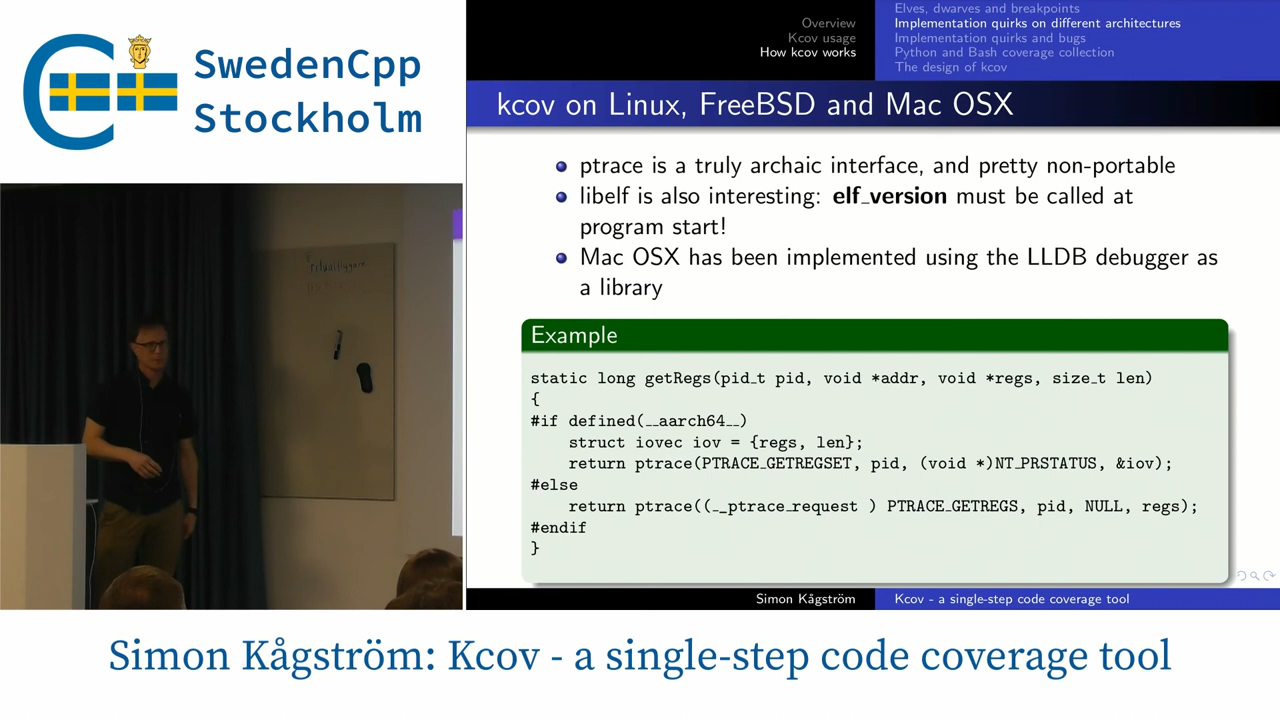 SwedenCpp
Stockholm
Overview
Kcov usage
How kcov works
Elves, dwarves and breakpoints
Implementation quirks on different architectures
Implementation quirks and bugs
Python and Bash coverage collection
The design of kcov
kcov on Linux, FreeBSD and Mac OSX
ptrace is a truly archaic interface, and pretty non-portable
libelf is also interesting: elf_version must be called at
program start!
Mac OSX has been implemented using the LLDB debugger as
a library
Example
static long getRegs(pid_t pid, void *addr, void *regs, size_t len)
{
#if defined(__aarch64__)
    struct iovec iov = {regs, len};
    return ptrace(PTRACE_GETREGSET, pid, (void *)NT_PRSTATUS, &iov);
#else
    return ptrace((__ptrace_request ) PTRACE_GETREGS, pid, NULL, regs);
#endif
}
Simon Kågström
Kcov - a single-step code coverage tool
Simon Kågström: Kcov - a single-step code coverage tool